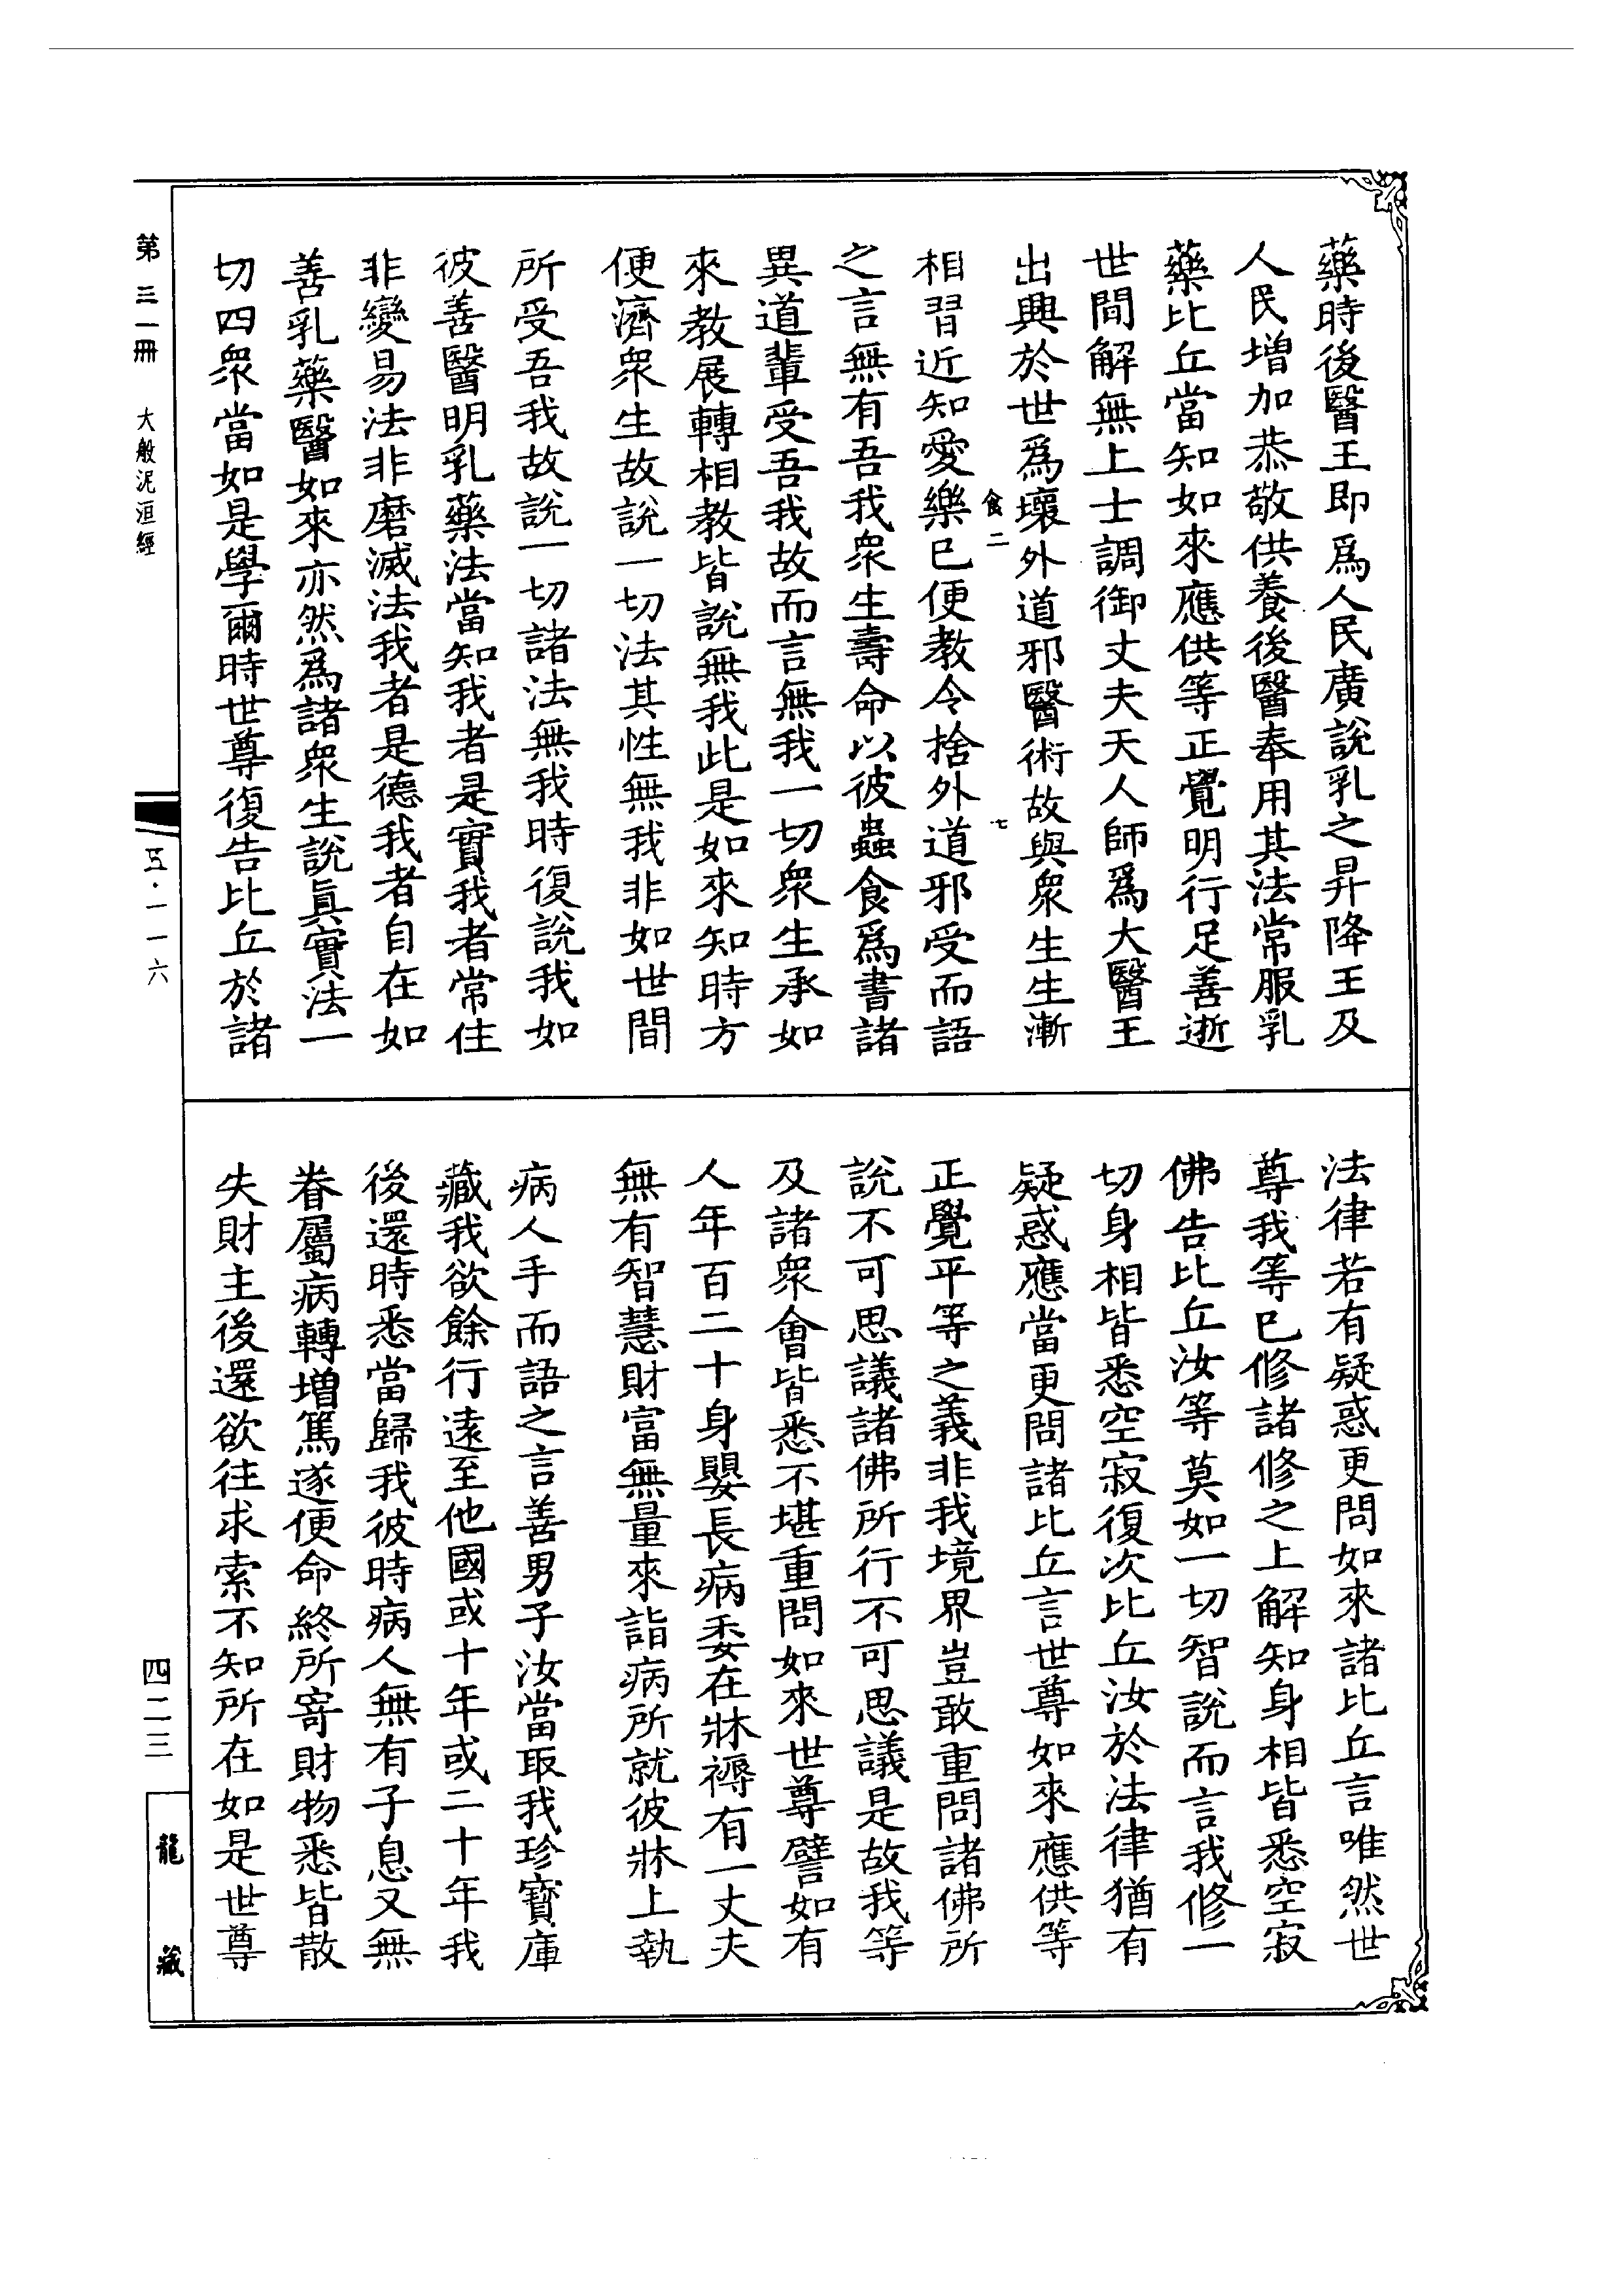 藥時後醫王即爲人民廣說乳之昇降王及
人民增加恭敬供養後醫奉用其法常服乳
藥比丘當知如來應供等正覺明行足善逝
世間解無上士調御丈夫天人師爲大醫王
出興於世爲壞外道邪醫術故與衆生生漸
食二 七
相習近知愛樂已便教令捨外道邪受而語
之言無有吾我衆生壽命以彼蟲食爲書諸
異道輩受吾我故而言無我一切衆生承如
來教展轉相教皆說無我此是如來知時方
便濟衆生故說一切法其性無我非如世間
所受吾我故說一切諸法無我時復說我如
彼善醫明乳藥法當知我者是實我者常住
非變易法非磨滅法我者是德我者自在如
善乳藥醫如來亦然爲諸衆生說眞實法一
切四衆當如是學爾時世尊復告比丘於諸
法律若有疑惑更問如來諸比丘言唯然世
尊我等已修諸修之上解知身相皆悉空寂
佛告比丘汝等莫如一切智說而言我修一
切身相皆悉空寂復次比丘汝於法律猶有
疑惑應當更問諸比丘言世尊如來應供等
正覺平等之義非我境界豈敢重問諸佛所
說不可思議諸佛所行不可思議是故我等
及諸衆會皆悉不堪重問如來世尊譬如有
人年百二十身嬰長病委在牀褥有一丈夫
無有智慧財富無量來詣病所就彼牀上執
病人手而語之言善男子汝當取我珍寶庫
藏我欲餘行遠至他國或十年或二十年我
後還時悉當歸我彼時病人無有子息又無
眷屬病轉增篤遂便命終所寄財物悉皆散
失財主後還欲往求索不知所在如是世尊
第三一冊 大般泥洹經
五·一一六
四二三
龍藏